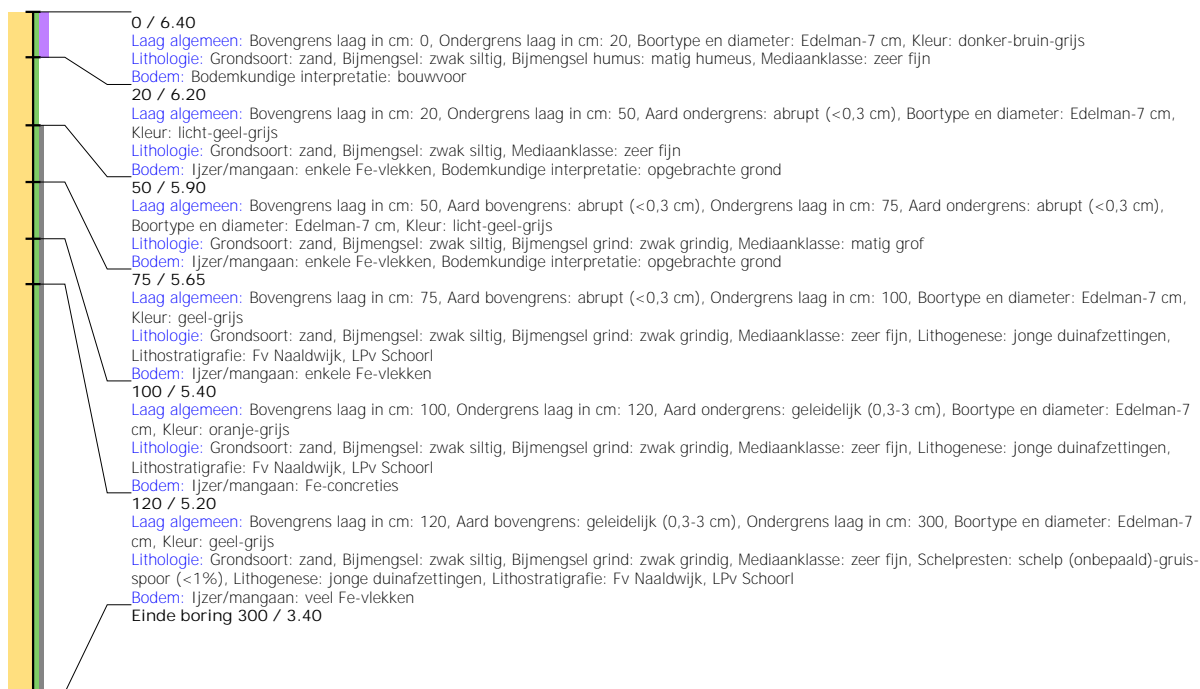 0 / 6.40
Laag algemeen: Bovengrens laag in cm: 0, Ondergrens laag in cm: 20, Boortype en diameter: Edelman-7 cm, Kleur: donker-bruin-grijs
Lithologie: Grondsoort: zand, Bijmengsel: zwak siltig, Bijmengsel humus: matig humeus, Mediaanklasse: zeer fijn
Bodem: Bodemkundige interpretatie: bouwvoor
20 / 6.20
Laag algemeen: Bovengrens laag in cm: 20, Ondergrens laag in cm: 50, Aard ondergrens: abrupt (<0,3 cm), Boortype en diameter: Edelman-7 cm,
Kleur: licht-geel-grijs
Lithologie: Grondsoort: zand, Bijmengsel: zwak siltig, Mediaanklasse: zeer fijn
Bodem: Ijzer/mangaan: enkele Fe-vlekken, Bodemkundige interpretatie: opgebrachte grond
50 / 5.90
Laag algemeen: Bovengrens laag in cm: 50, Aard bovengrens: abrupt (<0,3 cm), Ondergrens laag in cm: 75, Aard ondergrens: abrupt (<0,3 cm),
Boortype en diameter: Edelman-7 cm, Kleur: licht-geel-grijs
Lithologie: Grondsoort: zand, Bijmengsel: zwak siltig, Bijmengsel grind: zwak grindig, Mediaanklasse: matig grof
Bodem: Ijzer/mangaan: enkele Fe-vlekken, Bodemkundige interpretatie: opgebrachte grond
75 / 5.65
Laag algemeen: Bovengrens laag in cm: 75, Aard bovengrens: abrupt (<0,3 cm), Ondergrens laag in cm: 100, Boortype en diameter: Edelman-7 cm,
Kleur: geel-grijs
Lithologie: Grondsoort: zand, Bijmengsel: zwak siltig, Bijmengsel grind: zwak grindig, Mediaanklasse: zeer fijn, Lithogenese: jonge duinafzettingen,
Lithostratigrafie: Fv Naaldwijk, LPv Schoorl
Bodem: Ijzer/mangaan: enkele Fe-vlekken
100 / 5.40
Laag algemeen: Bovengrens laag in cm: 100, Ondergrens laag in cm: 120, Aard ondergrens: geleidelijk (0,3-3 cm), Boortype en diameter: Edelman-7
cm, Kleur: oranje-grijs
Lithologie: Grondsoort: zand, Bijmengsel: zwak siltig, Bijmengsel grind: zwak grindig, Mediaanklasse: zeer fijn, Lithogenese: jonge duinafzettingen,
Lithostratigrafie: Fv Naaldwijk, LPv Schoorl
Bodem: Ijzer/mangaan: Fe-concreties
120 / 5.20
Laag algemeen: Bovengrens laag in cm: 120, Aard bovengrens: geleidelijk (0,3-3 cm), Ondergrens laag in cm: 300, Boortype en diameter: Edelman-7
cm, Kleur: geel-grijs
Lithologie: Grondsoort: zand, Bijmengsel: zwak siltig, Bijmengsel grind: zwak grindig, Mediaanklasse: zeer fijn, Schelpresten: schelp (onbepaald)-gruis-
spoor (<1%), Lithogenese: jonge duinafzettingen, Lithostratigrafie: Fv Naaldwijk, LPv Schoorl
Bodem: Ijzer/mangaan: veel Fe-vlekken
Einde boring 300 / 3.40